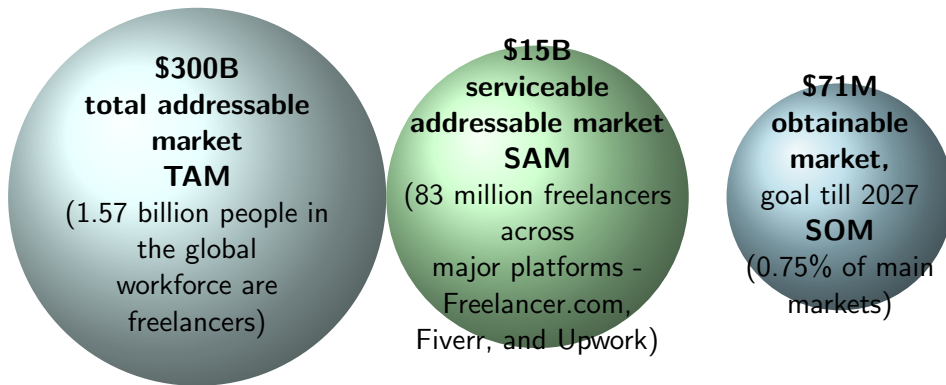 $300B
total addressable
market
TAM
(1.57 billion people in
the global
workforce are
freelancers)
$15B
serviceable
addressable market
SAM
(83 million freelancers
across
major platforms -
Freelancer.com,
Fiverr, and Upwork)
$71M
obtainable
market,
goal till 2027
SOM
(0.75% of main
markets)